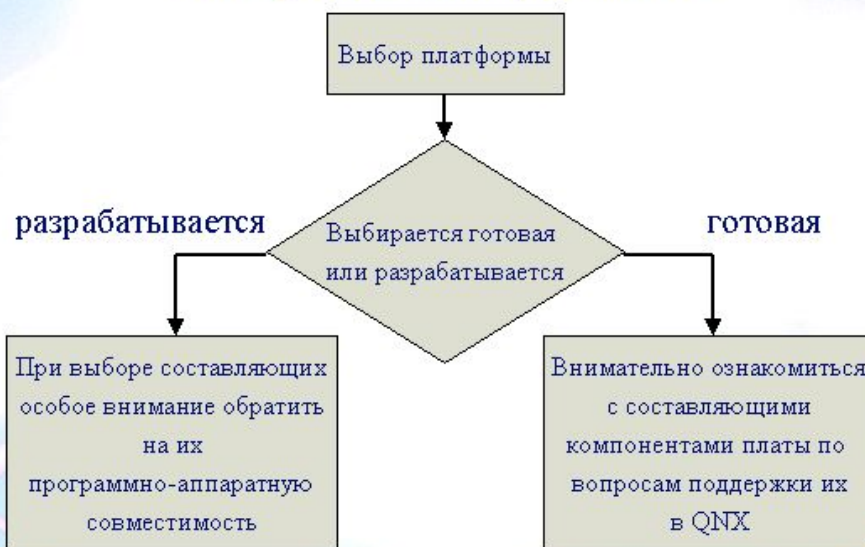 Выбор платформы
разрабатывается
готовая
Выбирается готовая
или разрабатывается
При выборе составляющих
особое внимание обратить
на их
программно-аппаратную
совместимость
Внимательно ознакомиться
с составляющими
компонентами платы по
вопросам поддержки их
в QNX